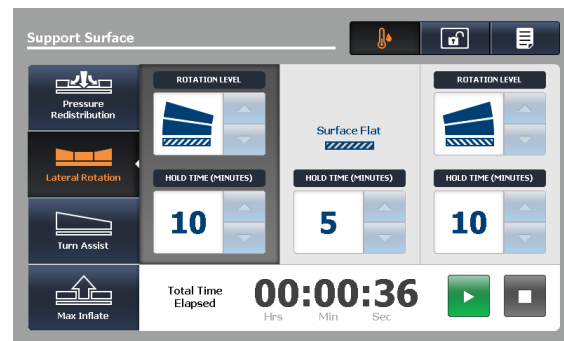 Support Surface
Pressure
Redistribution
Lateral Rotation
Turn Assist
Max Inflate
ROTATION LEVEL
HOLD TIME (MINUTES)
10
Surface Flat
HOLD TIME (MINUTES)
5
ROTATION LEVEL
HOLD TIME (MINUTES)
10
Total Time
Elapsed
00:00:36
Hrs Min Sec